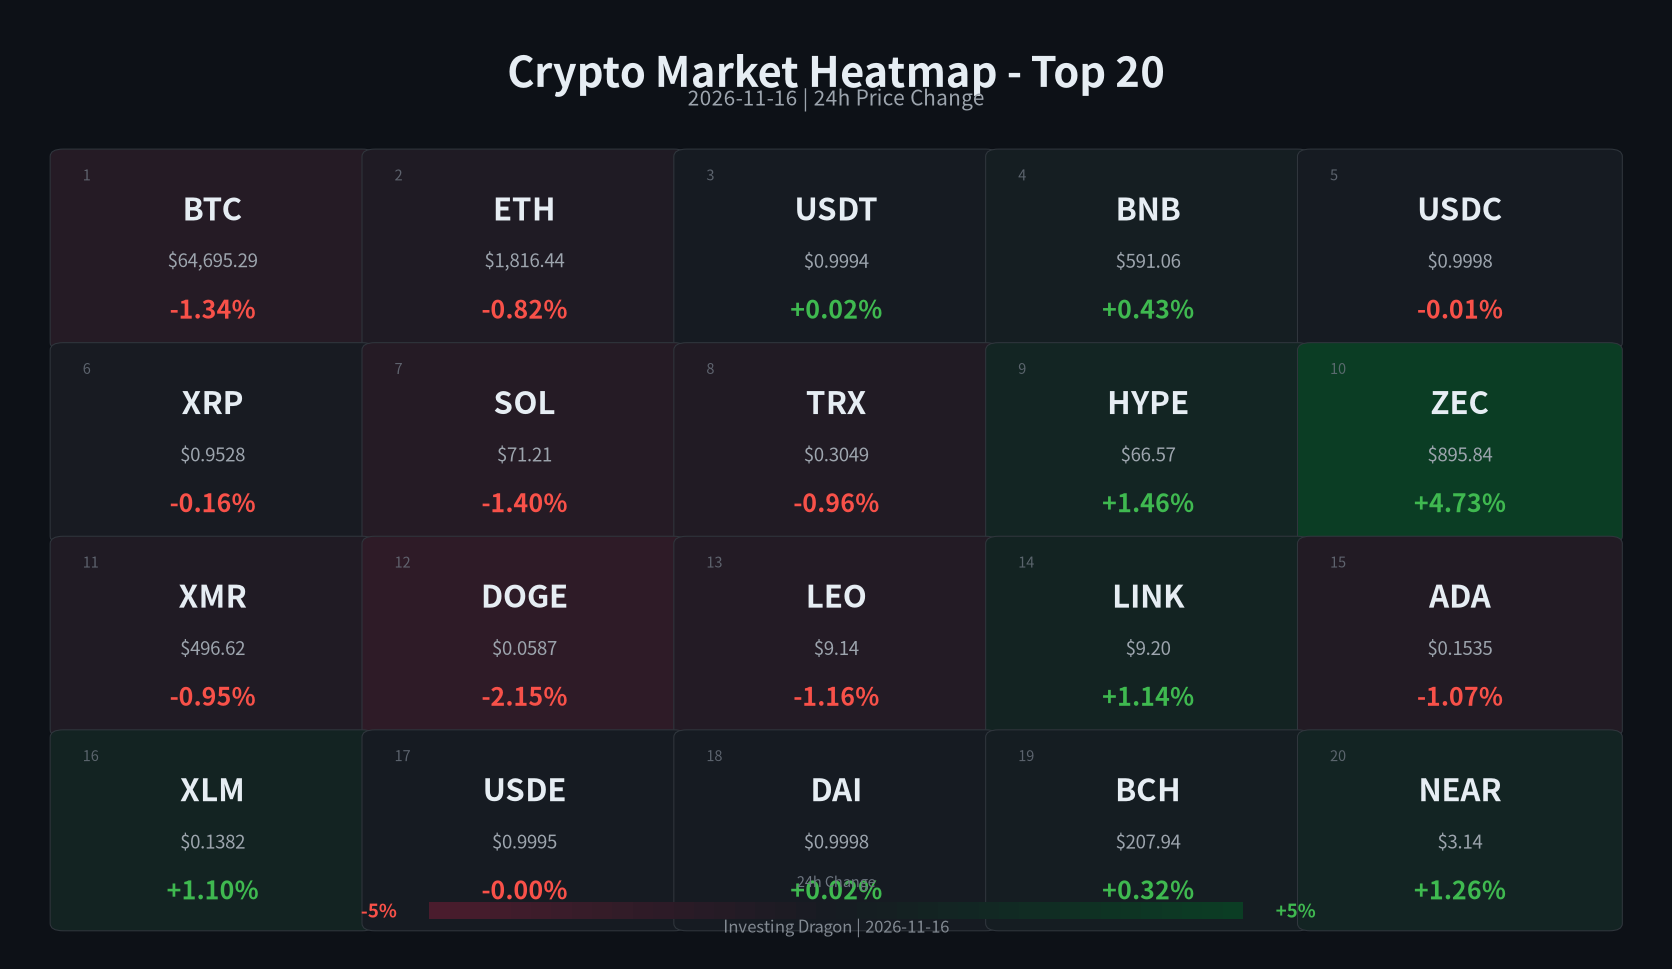 Crypto Market Heatmap - Top 20
2026-11-16 | 24h Price Change
1
BTC
$64,695.29
-1.34%
2
ETH
$1,816.44
-0.82%
3
USDT
$0.9994
+0.02%
4
BNB
$591.06
+0.43%
5
USDC
$0.9998
-0.01%
6
XRP
$0.9528
-0.16%
7
SOL
$71.21
-1.40%
8
TRX
$0.3049
-0.96%
9
HYPE
$66.57
+1.46%
10
ZEC
$895.84
+4.73%
11
XMR
$496.62
-0.95%
12
DOGE
$0.0587
-2.15%
13
LEO
$9.14
-1.16%
14
LINK
$9.20
+1.14%
15
ADA
$0.1535
-1.07%
16
XLM
$0.1382
+1.10%
17
USDE
$0.9995
-0.00%
18
DAI
$0.9998
+0.02%
19
BCH
$207.94
+0.32%
20
NEAR
$3.14
+1.26%
24h Change
-5%
+5%
Investing Dragon | 2026-11-16